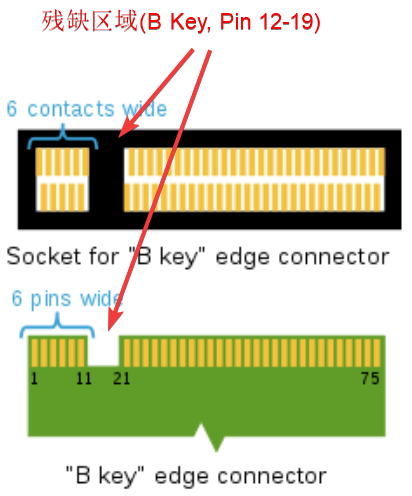 残缺区域(B Key, Pin 12-19)
6 contacts wide
Socket for "B key" edge connector
6 pins wide
1 11 21 75
"B key" edge connector